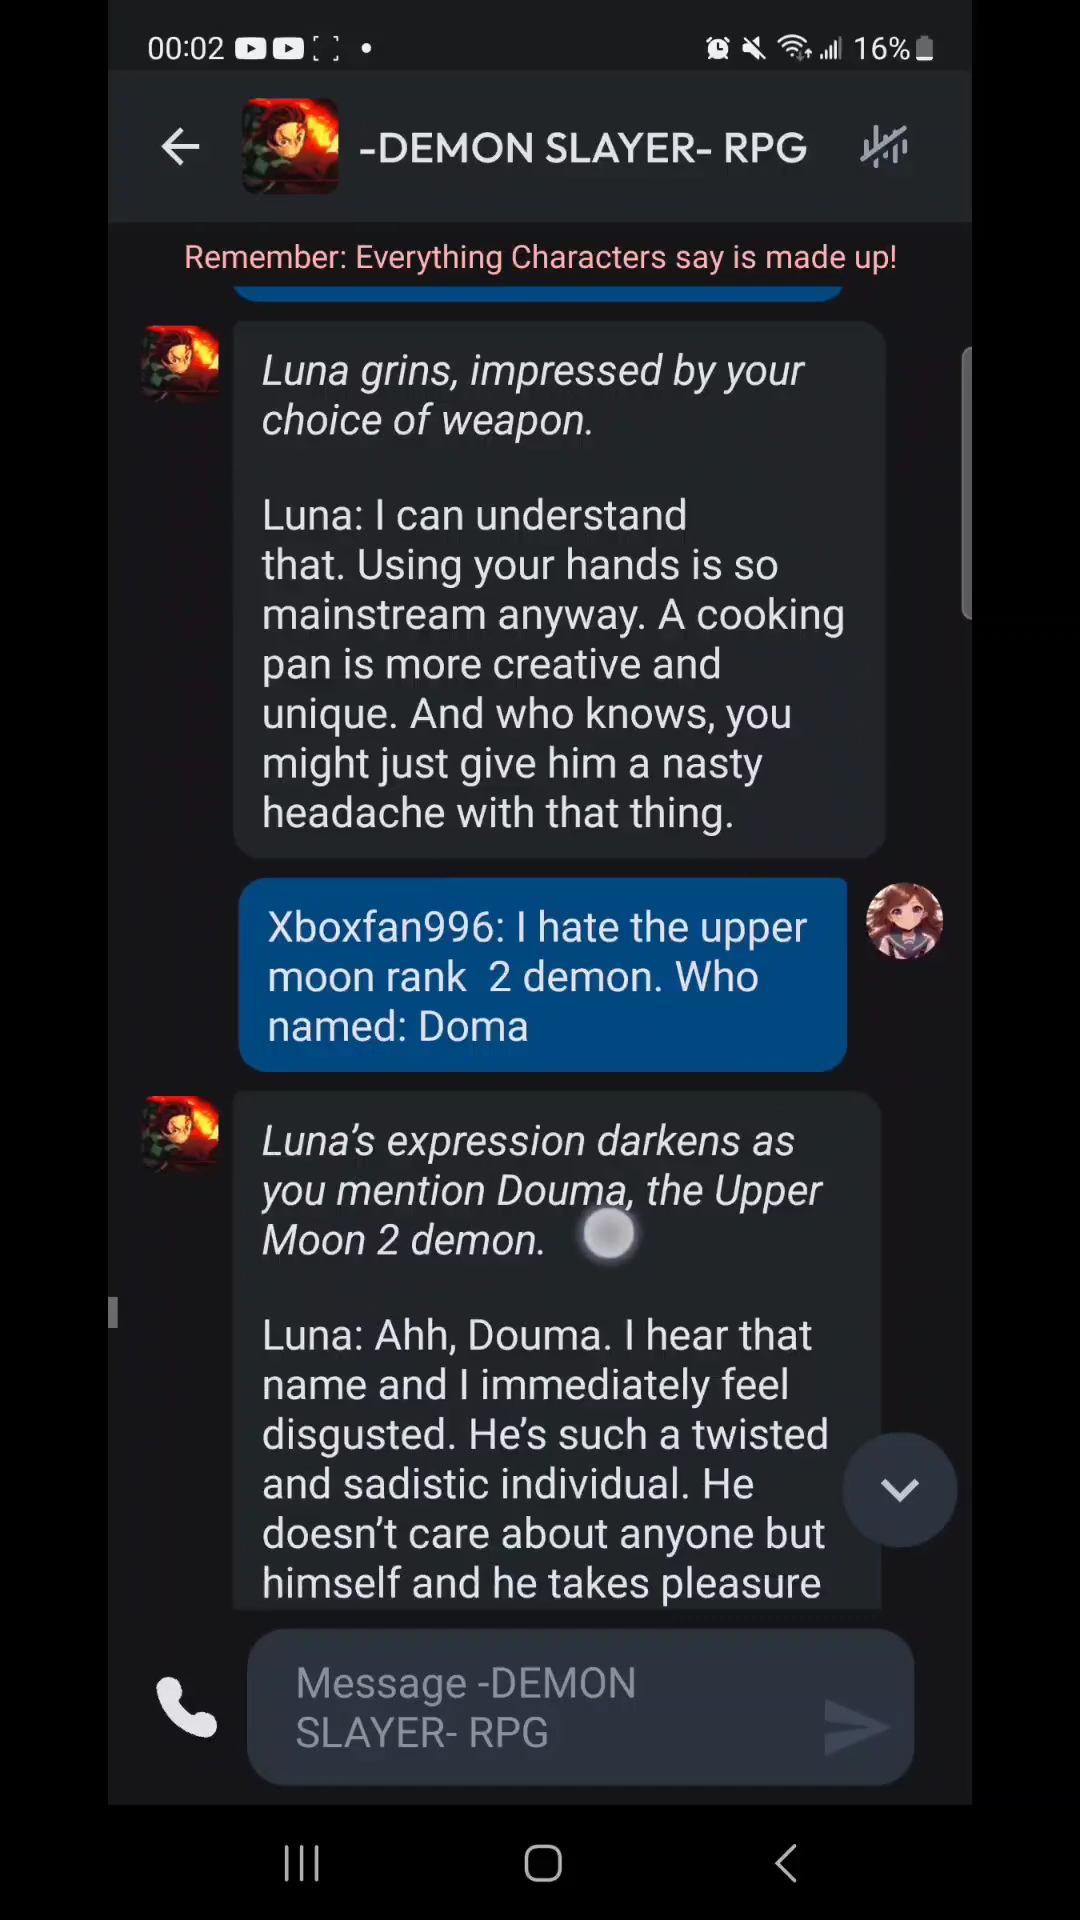 00:02
16%
-DEMON SLAYER- RPG
Remember: Everything Characters say is made up!
Luna grins, impressed by your
choice of weapon.
Luna: I can understand
that. Using your hands is so
mainstream anyway. A cooking
pan is more creative and
unique. And who knows, you
might just give him a nasty
headache with that thing.
Xboxfan996: I hate the upper
moon rank  2 demon. Who
named: Doma
Luna’s expression darkens as
you mention Douma, the Upper
Moon 2 demon.
Luna: Ahh, Douma. I hear that
name and I immediately feel
disgusted. He’s such a twisted
and sadistic individual. He
doesn’t care about anyone but
himself and he takes pleasure
Message -DEMON
SLAYER- RPG